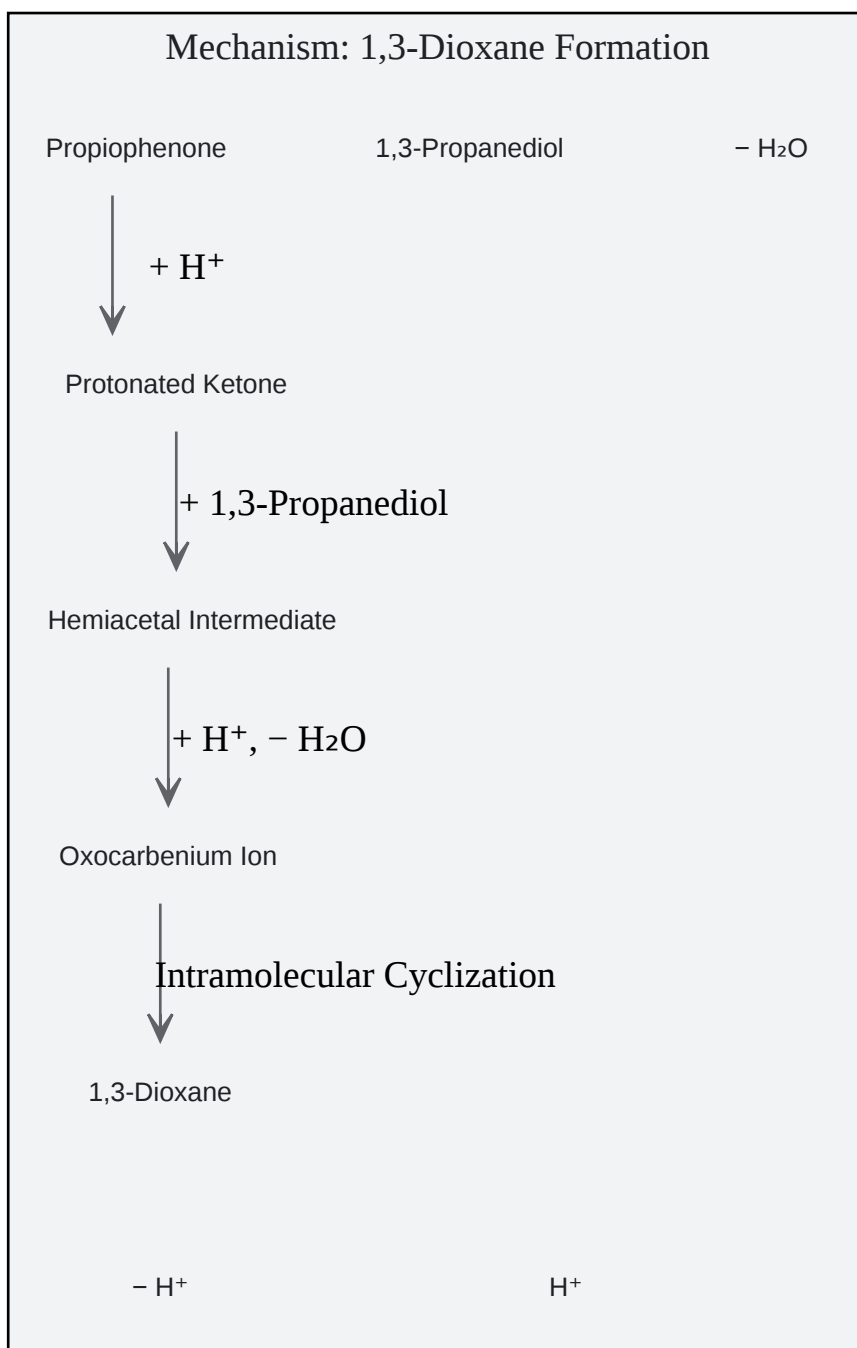 Mechanism: 1,3-Dioxane Formation
Propiophenone 1,3-Propanediol − H₂O
+ H⁺
Protonated Ketone
+ 1,3-Propanediol
Hemiacetal Intermediate
+ H⁺, − H₂O
Oxocarbenium Ion
Intramolecular Cyclization
1,3-Dioxane
− H⁺ H⁺